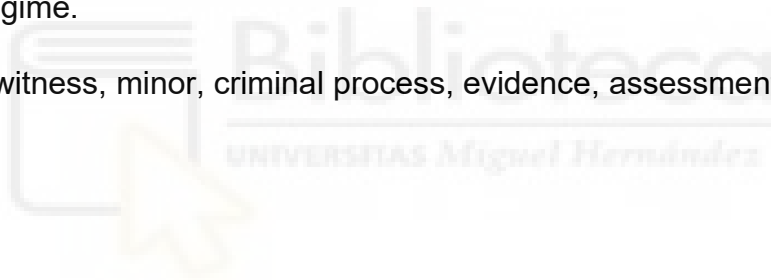 gime.
witness, minor, criminal process, evidence, assessmen
Biblioteca
UNIVERSITAS Miguel Hernández